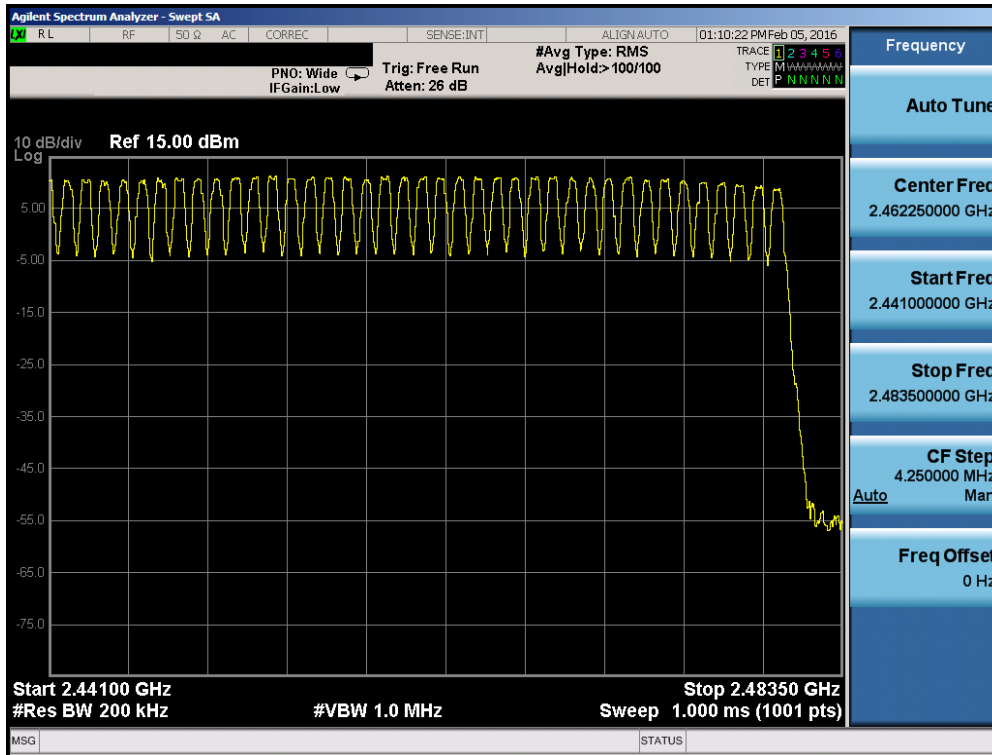 Agilent Spectrum Analyzer - Swept SA
LXI RL RF 50 Ω AC CORREC SENSE:INT ALIGN AUTO 01:10:22 PM Feb 05, 2016
PNO: Wide
IFGain:Low
Trig: Free Run
Atten: 26 dB
#Avg Type: RMS
Avg|Hold:> 100/100
TRACE 1 2 3 4 5 6
TYPE M WWWWW
DET P N N N N N
10 dB/div Ref 15.00 dBm
Log
5.00
-5.00
-15.0
-25.0
-35.0
-45.0
-55.0
-65.0
-75.0
Start 2.44100 GHz Stop 2.48350 GHz
#Res BW 200 kHz #VBW 1.0 MHz Sweep 1.000 ms (1001 pts)
MSG STATUS
Frequency
Auto Tune
Center Freq
2.462250000 GHz
Start Freq
2.441000000 GHz
Stop Freq
2.483500000 GHz
CF Step
4.250000 MHz
Auto Man
Freq Offset
0 Hz